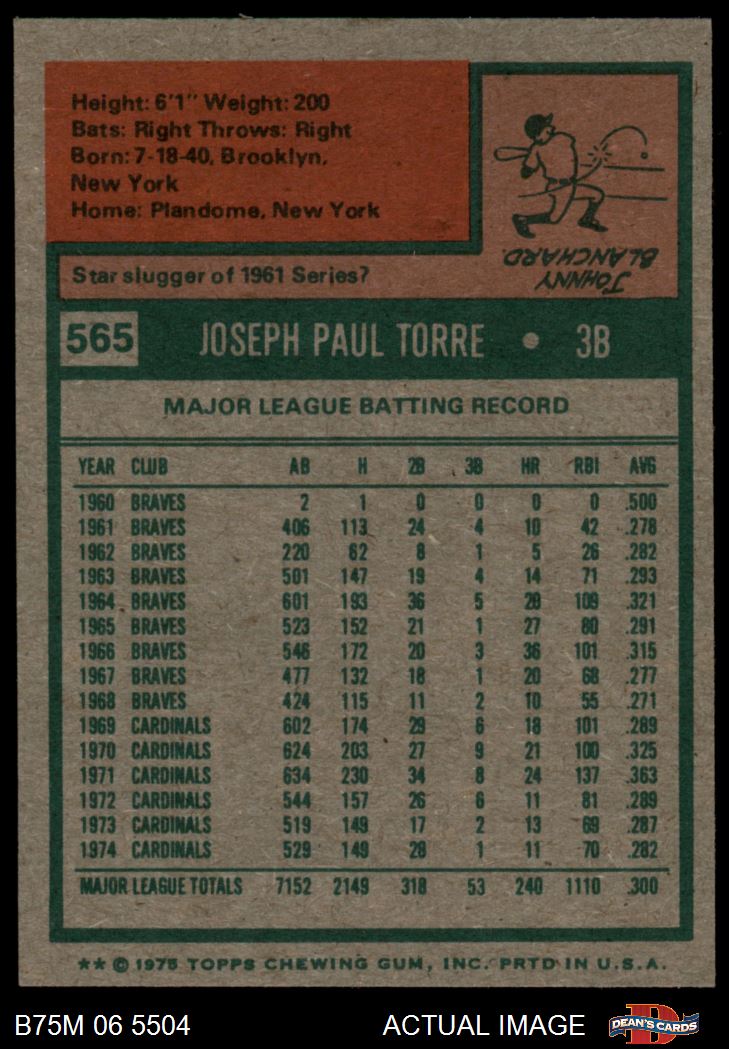 Height: 6'1" Weight: 200
Bats: Right Throws: Right
Born: 7-18-40, Brooklyn,
New York
Home: Plandome, New York
Star slugger of 1961 Series?
JOHNNY
BLANCHARD.
565 JOSEPH PAUL TORRE • 3B
MAJOR LEAGUE BATTING RECORD
YEAR CLUB AB H 2B 3B HR RBI AVG
1960 BRAVES 2 1 0 0 0 0 .500
1961 BRAVES 406 113 24 4 10 42 .278
1962 BRAVES 220 62 8 1 5 26 .282
1963 BRAVES 501 147 19 4 14 71 .293
1964 BRAVES 601 193 36 5 20 109 .321
1965 BRAVES 523 152 21 1 27 80 .291
1966 BRAVES 546 172 20 3 36 101 .315
1967 BRAVES 477 132 18 1 20 68 .277
1968 BRAVES 424 115 11 2 10 55 .271
1969 CARDINALS 602 174 29 6 18 101 .289
1970 CARDINALS 624 203 27 9 21 100 .325
1971 CARDINALS 634 230 34 8 24 137 .363
1972 CARDINALS 544 157 26 6 11 81 .289
1973 CARDINALS 519 149 17 2 13 69 .287
1974 CARDINALS 529 149 28 1 11 70 .282
MAJOR LEAGUE TOTALS 7152 2149 318 53 240 1110 .300
** © 1975 TOPPS CHEWING GUM, INC. PRTD IN U.S.A.
B75M 06 5504 ACTUAL IMAGE DEAN'S CARDS